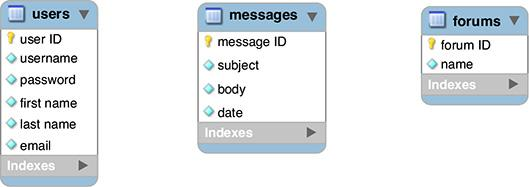 users
user ID
username
password
first name
last name
email
Indexes
messages
message ID
subject
body
date
Indexes
forums
forum ID
name
Indexes